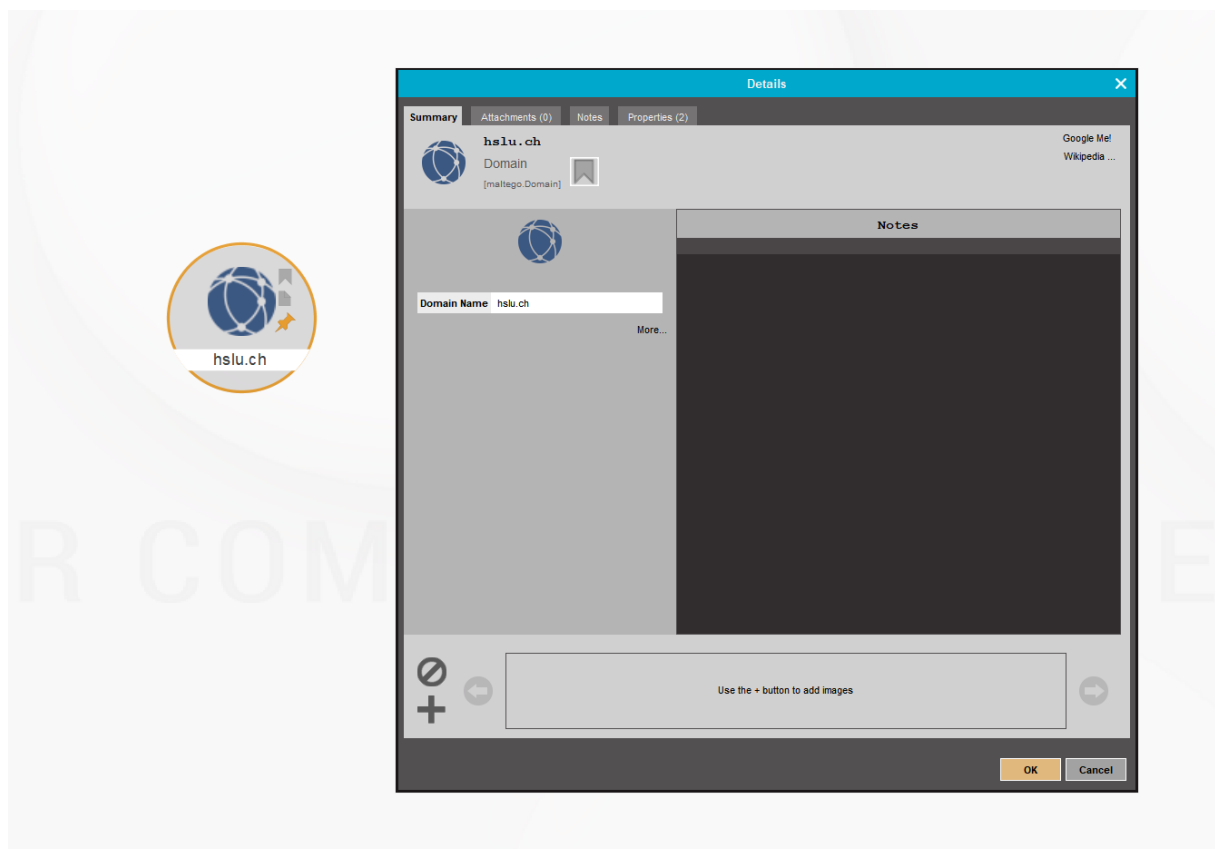 Details
Summary
Attachments (0)
Notes
Properties (2)
hslu.ch
Domain
[maltego.Domain]
Google Me!
Wikipedia ...
hslu.ch
Notes
Domain Name hslu.ch
More...
Use the + button to add images
OK
Cancel
R COM
E